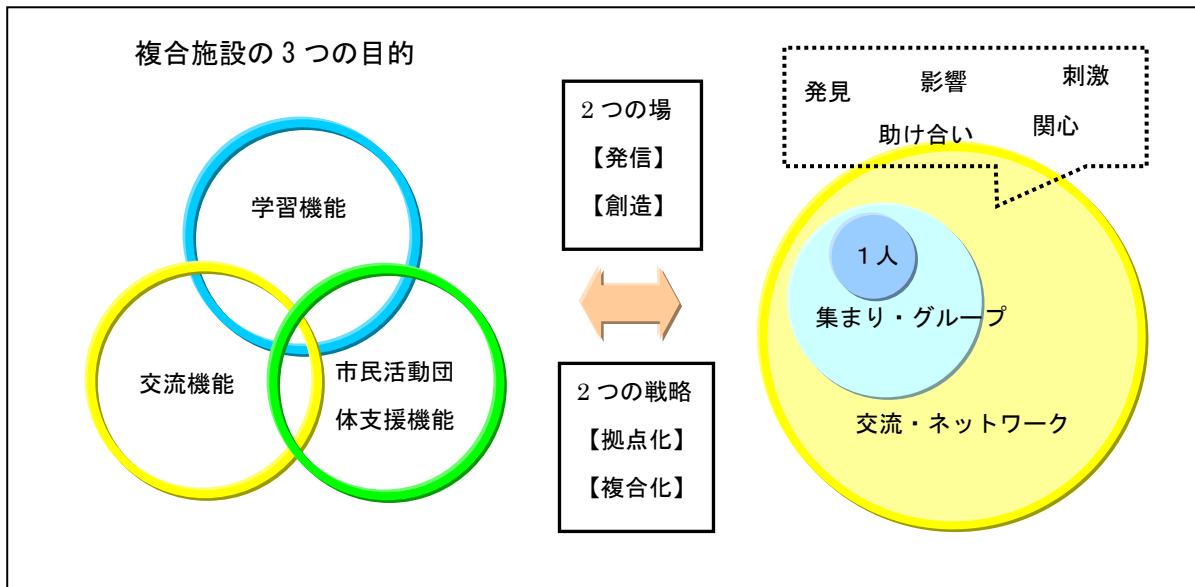 複合施設の3つの目的
学習機能
交流機能
市民活動団
体支援機能
2つの場
【発信】
【創造】
2つの戦略
【拠点化】
【複合化】
発見
影響
刺激
助け合い
関心
1人
集まり・グループ
交流・ネットワーク